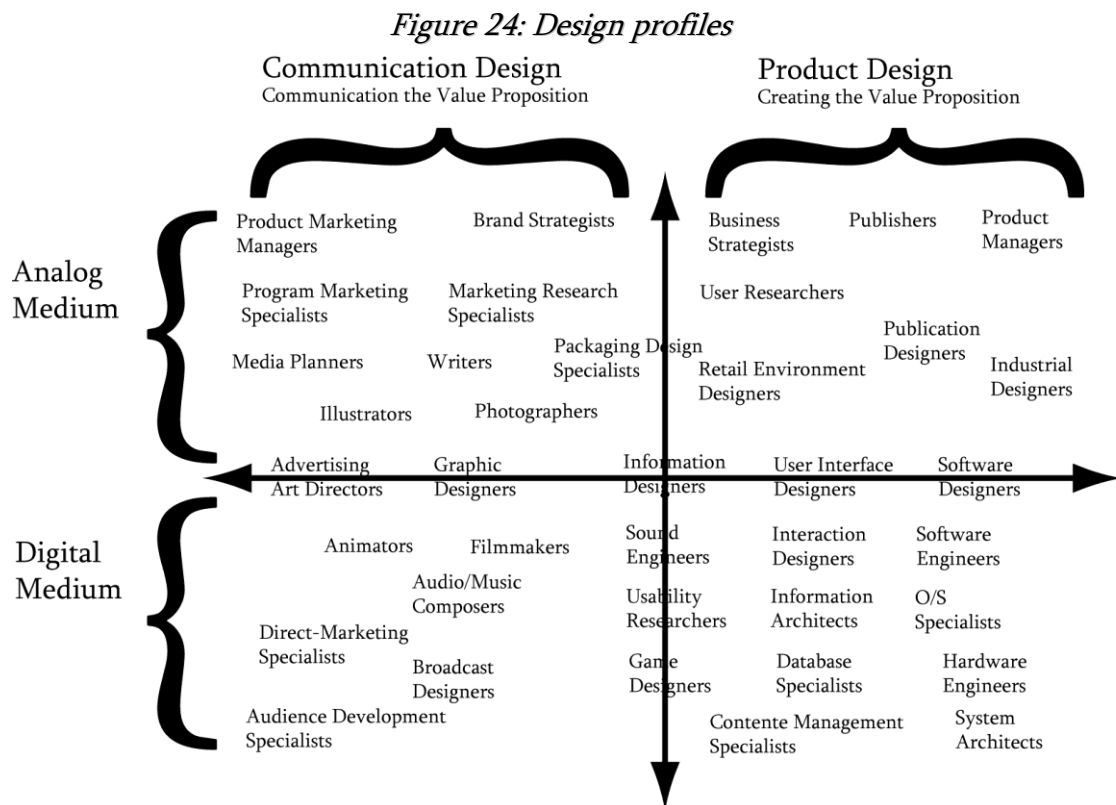 Figure 24: Design profiles
Communication Design
Communication the Value Proposition
Product Design
Creating the Value Proposition
Analog
Medium
Product Marketing
Managers
Brand Strategists
Business
Strategists
Publishers
Product
Managers
Program Marketing
Specialists
Marketing Research
Specialists
User Researchers
Media Planners
Writers
Packaging Design
Specialists
Retail Environment
Designers
Publication
Designers
Industrial
Designers
Illustrators
Photographers
Advertising
Art Directors
Graphic
Designers
Information
Designers
User Interface
Designers
Software
Designers
Digital
Medium
Animators
Filmmakers
Sound
Engineers
Interaction
Designers
Software
Engineers
Audio/Music
Composers
Usability
Researchers
Information
Architects
O/S
Specialists
Direct-Marketing
Specialists
Broadcast
Designers
Game
Designers
Database
Specialists
Hardware
Engineers
Audience Development
Specialists
Contente Management
Specialists
System
Architects